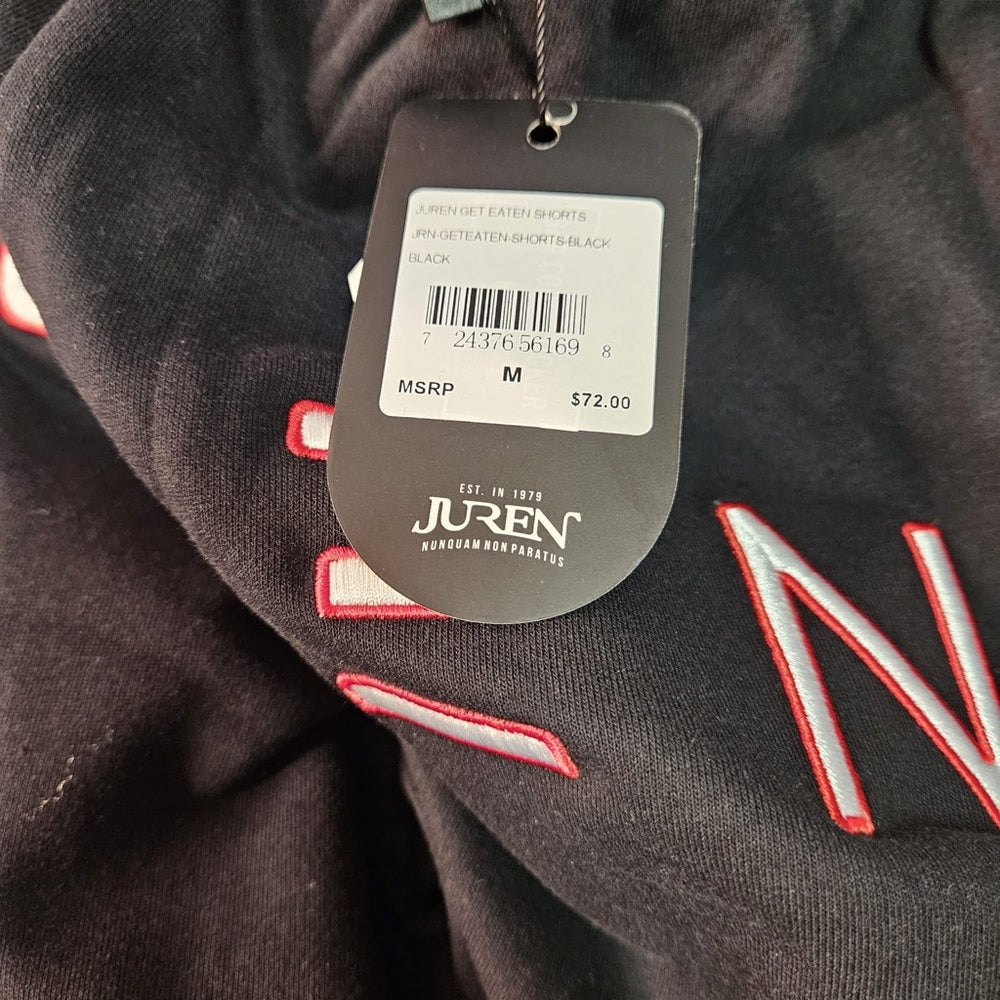 JUREN GET EATEN SHORTS
JRN-GETEATEN-SHORTS-BLACK
BLACK
7 24376 56169 8
M
MSRP $72.00
EST. IN 1979
JUREN
NUNQUAM NON PARATUS
N